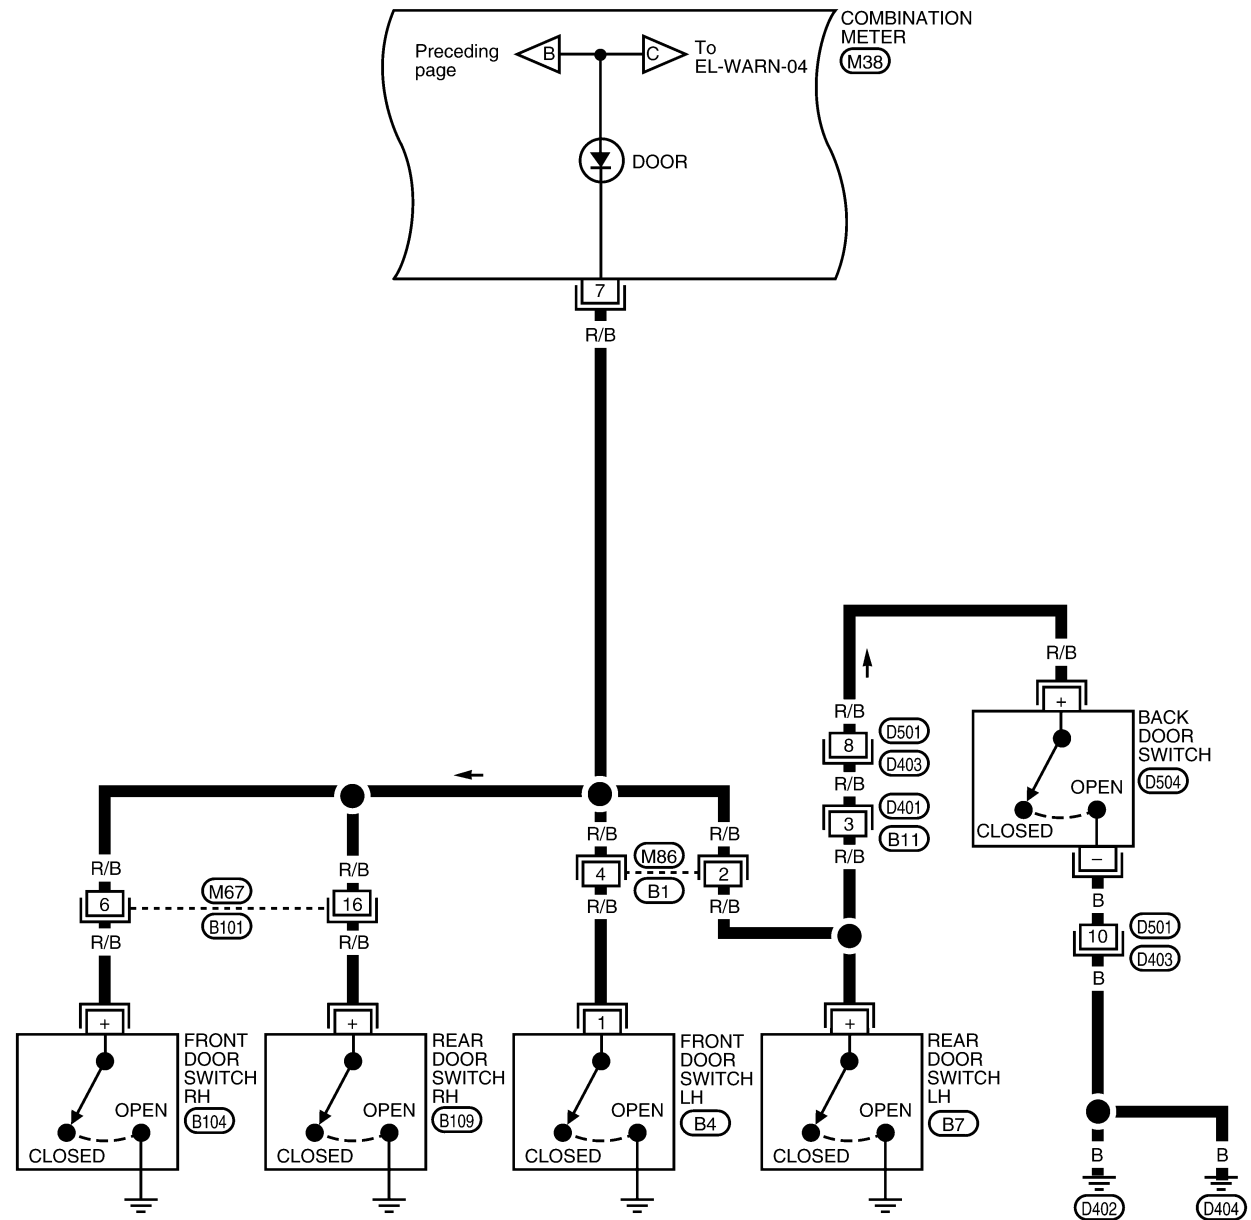 COMBINATION
METER
M38
Preceding
page
B
C
To
EL-WARN-04
DOOR
7
R/B
R/B
+
BACK
DOOR
SWITCH
D504
OPEN
CLOSED
–
B
10
D501
D403
B
R/B
8
D501
D403
R/B
3
D401
B11
R/B
R/B
6
R/B
M67
B101
R/B
16
R/B
R/B
4
R/B
M86
B1
R/B
2
R/B
+
FRONT
DOOR
SWITCH
RH
B104
OPEN
CLOSED
+
REAR
DOOR
SWITCH
RH
B109
OPEN
CLOSED
1
FRONT
DOOR
SWITCH
LH
B4
OPEN
CLOSED
+
REAR
DOOR
SWITCH
LH
B7
OPEN
CLOSED
B
B
D402
D404